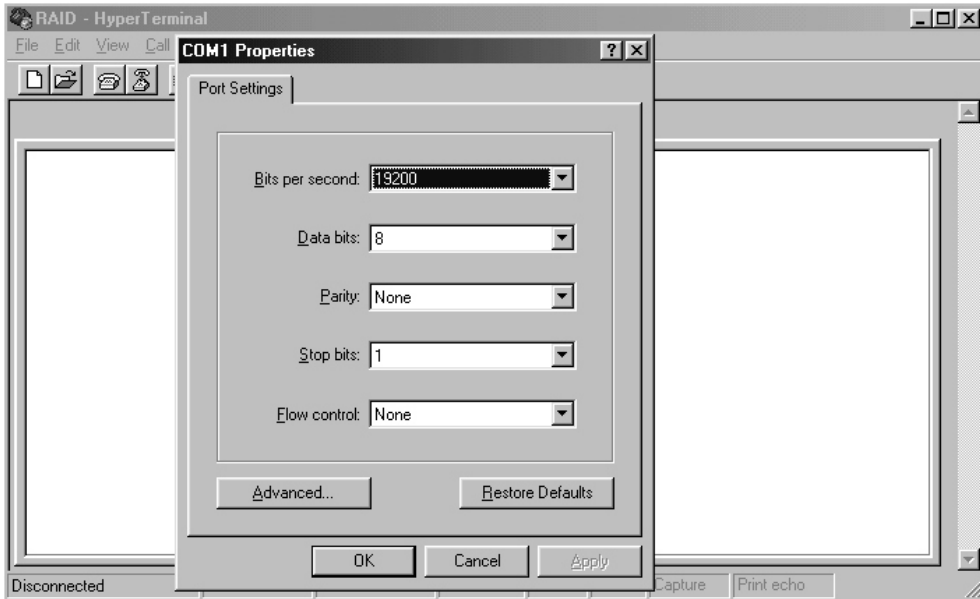 RAID - HyperTerminal
File Edit View Call
COM1 Properties
Port Settings
Bits per second: 19200
Data bits: 8
Parity: None
Stop bits: 1
Flow control: None
Advanced...
Restore Defaults
OK
Cancel
Apply
Disconnected
Capture
Print echo